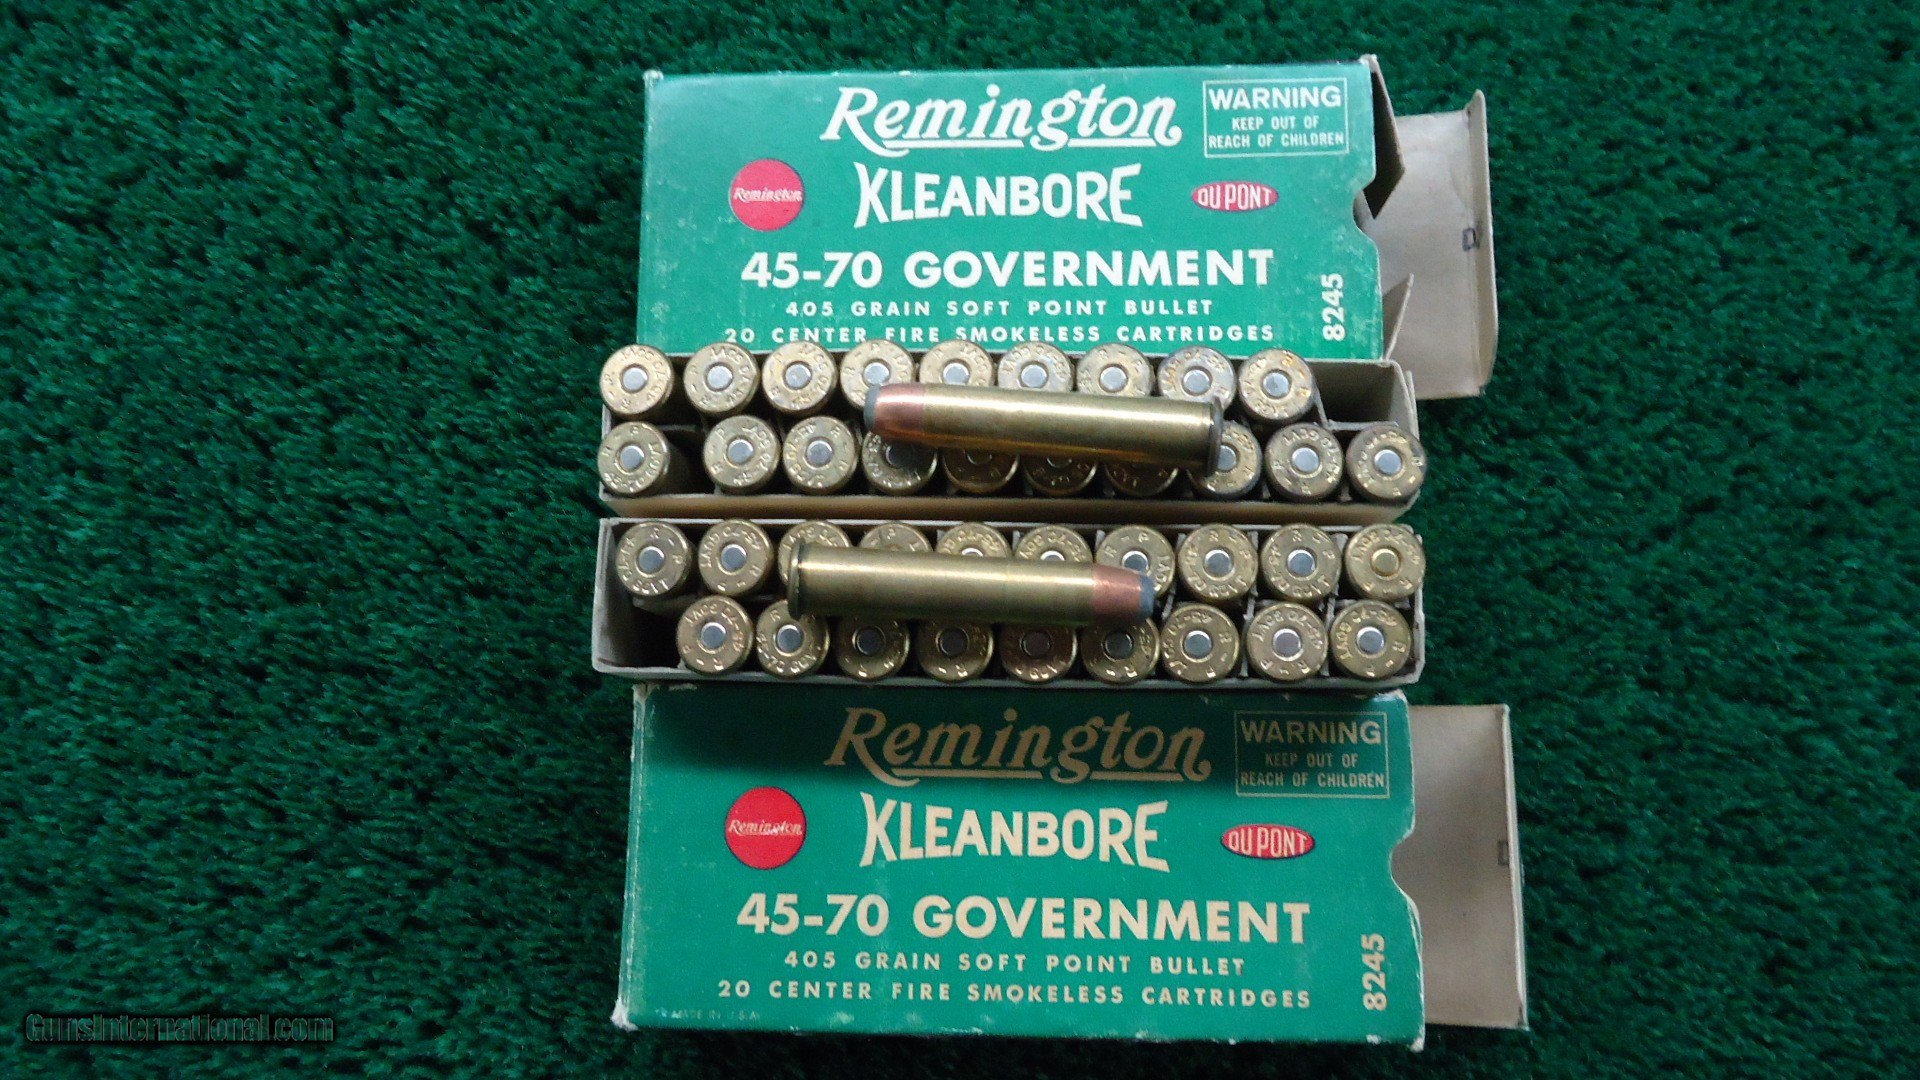 Remington
WARNING
KEEP OUT OF
REACH OF CHILDREN
Remington
KLEANBORE
DU PONT
45-70 GOVERNMENT
405 GRAIN SOFT POINT BULLET
20 CENTER FIRE SMOKELESS CARTRIDGES
8245
Remington
WARNING
KEEP OUT OF
REACH OF CHILDREN
Remington
KLEANBORE
DU PONT
45-70 GOVERNMENT
405 GRAIN SOFT POINT BULLET
20 CENTER FIRE SMOKELESS CARTRIDGES
8245
MADE IN U.S.A.
GunsInternational.com